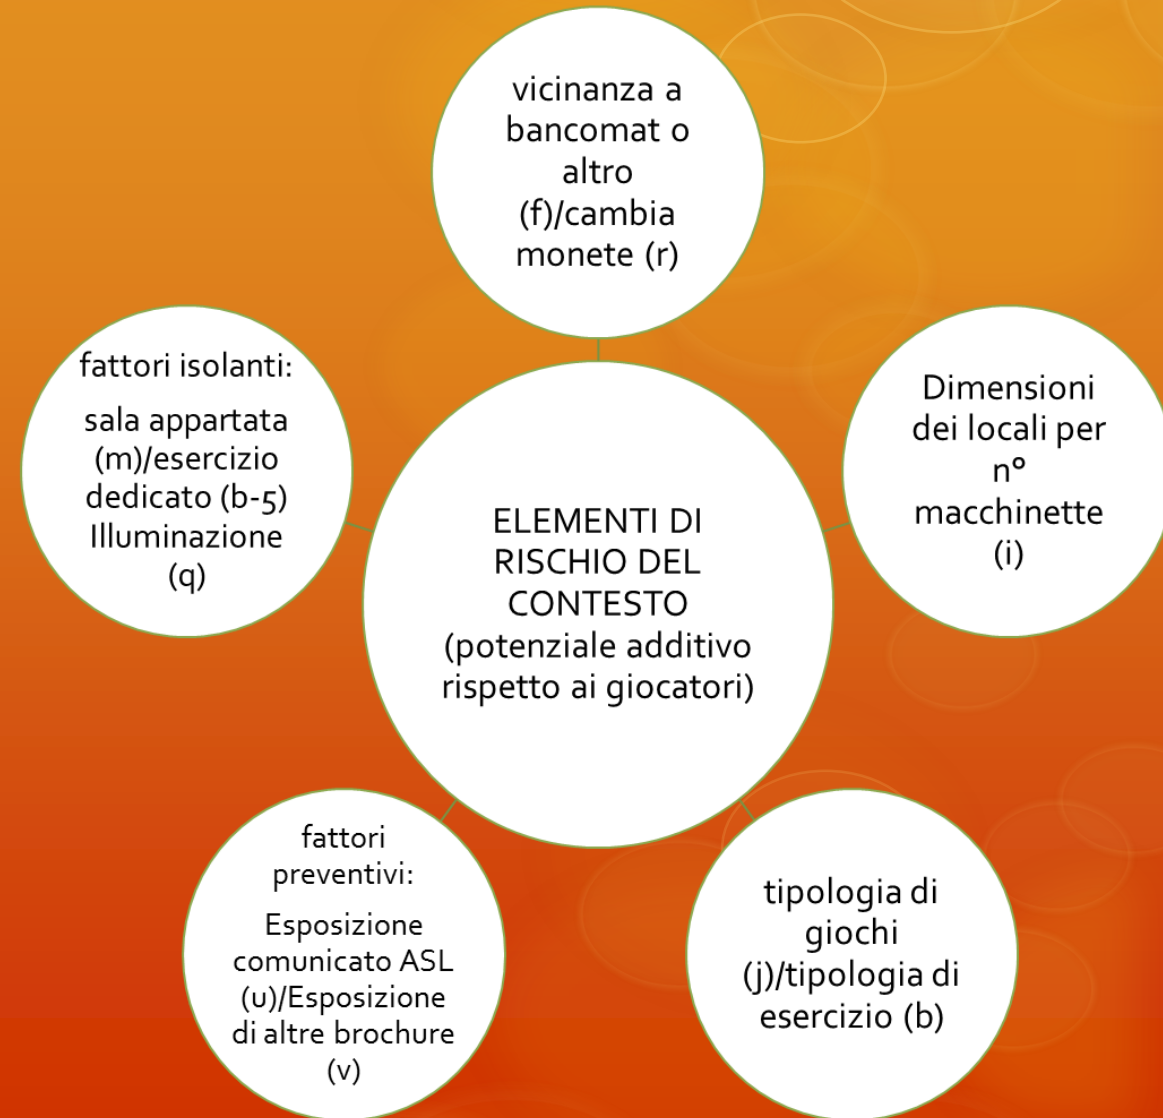 vicinanza a
bancomat o
altro
(f)/cambia
monete (r)
fattori isolanti:
sala appartata
(m)/esercizio
dedicato (b-5)
Illuminazione
(q)
Dimensioni
dei locali per
n°
macchinette
(i)
ELEMENTI DI
RISCHIO DEL
CONTESTO
(potenziale additivo
rispetto ai giocatori)
fattori
preventivi:
Esposizione
comunicato ASL
(u)/Esposizione
di altre brochure
(v)
tipologia di
giochi
(j)/tipologia di
esercizio (b)